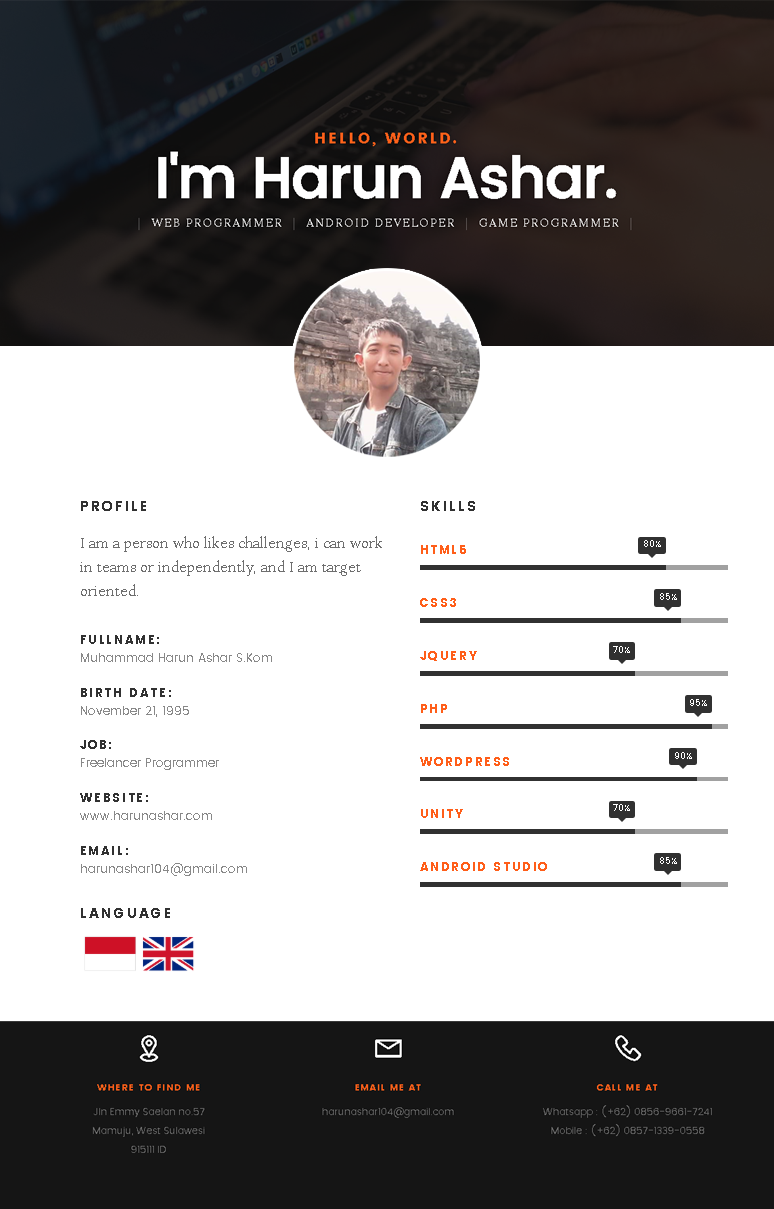 HELLO, WORLD.
I'm Harun Ashar.
| WEB PROGRAMMER | ANDROID DEVELOPER | GAME PROGRAMMER |
PROFILE
I am a person who likes challenges, i can work
in teams or independently, and I am target
oriented.
FULLNAME:
Muhammad Harun Ashar S.Kom
BIRTH DATE:
November 21, 1995
JOB:
Freelancer Programmer
WEBSITE:
www.harunashar.com
EMAIL:
harunashar104@gmail.com
LANGUAGE
SKILLS
80%
HTML5
85%
CSS3
70%
JQUERY
95%
PHP
90%
WORDPRESS
70%
UNITY
85%
ANDROID STUDIO
WHERE TO FIND ME
Jln Emmy Saelan no.57
Mamuju, West Sulawesi
915111 ID
EMAIL ME AT
harunashar104@gmail.com
CALL ME AT
Whatsapp : (+62) 0856-9661-7241
Mobile : (+62) 0857-1339-0558